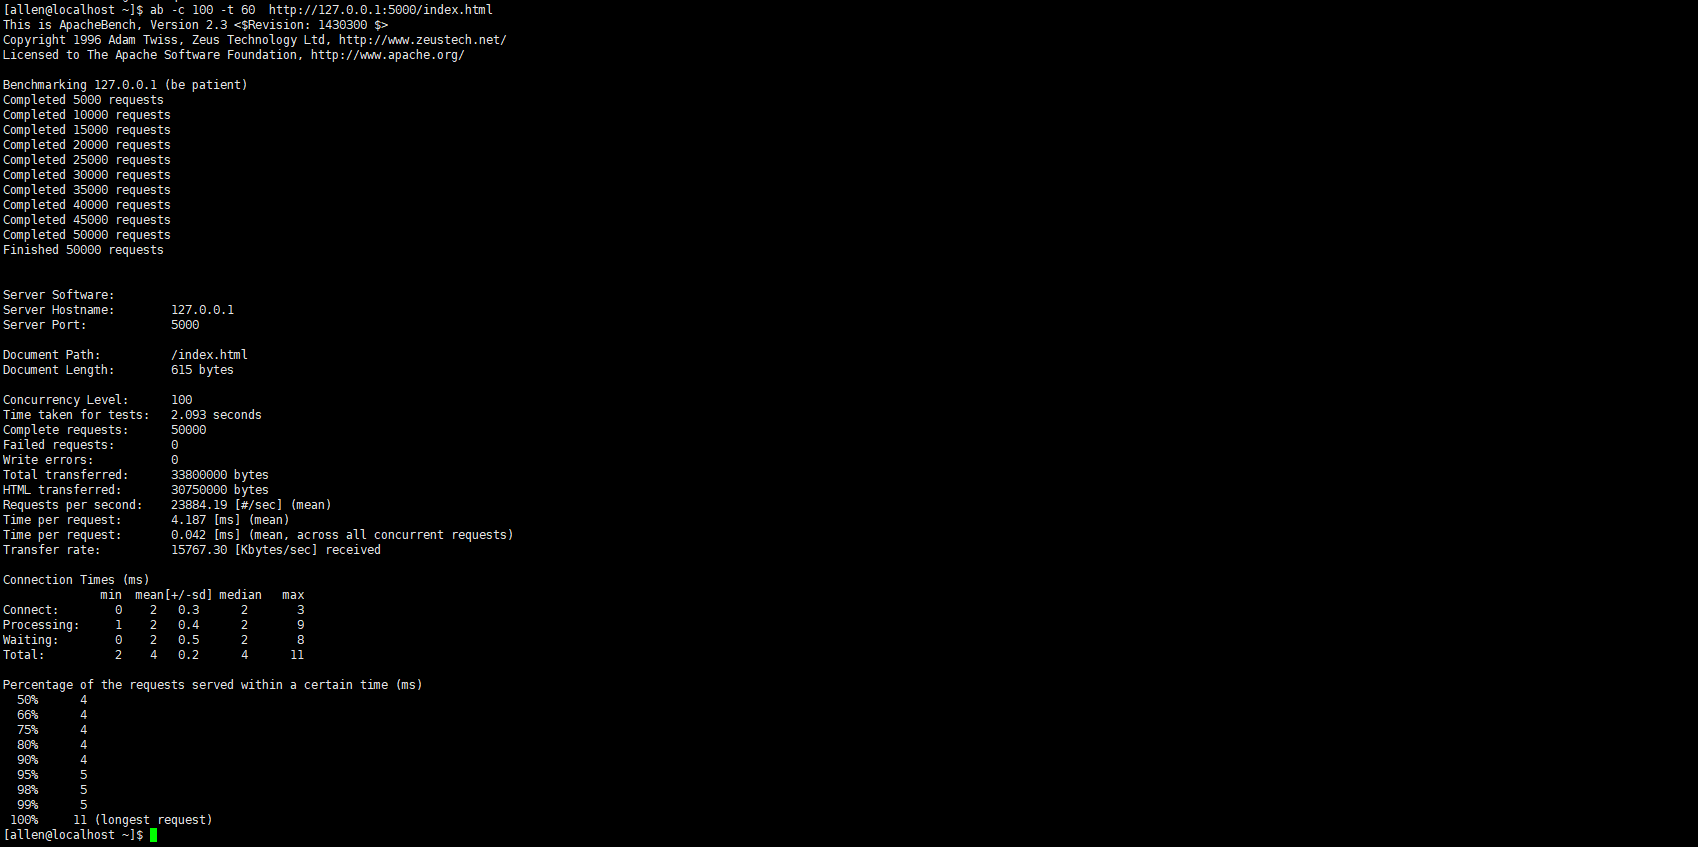 [allen@localhost ~]$ ab -c 100 -t 60  http://127.0.0.1:5000/index.html
This is ApacheBench, Version 2.3 <$Revision: 1430300 $>
Copyright 1996 Adam Twiss, Zeus Technology Ltd, http://www.zeustech.net/
Licensed to The Apache Software Foundation, http://www.apache.org/

Benchmarking 127.0.0.1 (be patient)
Completed 5000 requests
Completed 10000 requests
Completed 15000 requests
Completed 20000 requests
Completed 25000 requests
Completed 30000 requests
Completed 35000 requests
Completed 40000 requests
Completed 45000 requests
Completed 50000 requests
Finished 50000 requests


Server Software:
Server Hostname:        127.0.0.1
Server Port:            5000

Document Path:          /index.html
Document Length:        615 bytes

Concurrency Level:      100
Time taken for tests:   2.093 seconds
Complete requests:      50000
Failed requests:        0
Write errors:           0
Total transferred:      33800000 bytes
HTML transferred:       30750000 bytes
Requests per second:    23884.19 [#/sec] (mean)
Time per request:       4.187 [ms] (mean)
Time per request:       0.042 [ms] (mean, across all concurrent requests)
Transfer rate:          15767.30 [Kbytes/sec] received

Connection Times (ms)
              min  mean[+/-sd] median   max
Connect:        0    2   0.3      2       3
Processing:     1    2   0.4      2       9
Waiting:        0    2   0.5      2       8
Total:          2    4   0.2      4      11

Percentage of the requests served within a certain time (ms)
  50%      4
  66%      4
  75%      4
  80%      4
  90%      4
  95%      5
  98%      5
  99%      5
 100%     11 (longest request)
[allen@localhost ~]$